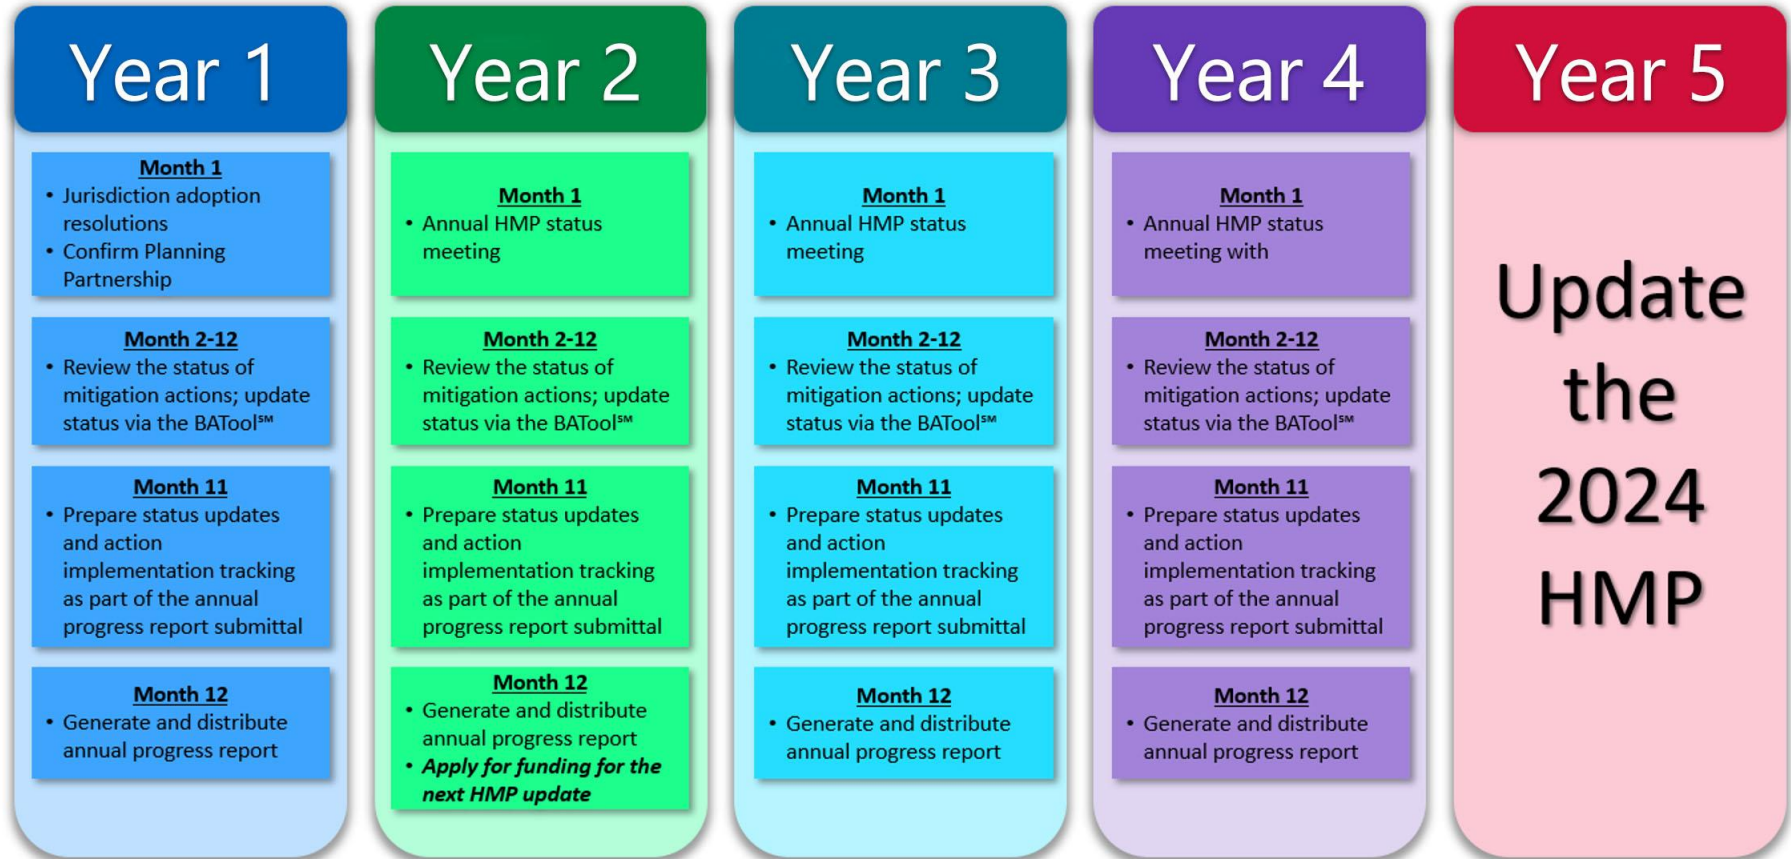 Year 1
Month 1
• Jurisdiction adoption
resolutions
• Confirm Planning
Partnership
Month 2-12
• Review the status of
mitigation actions; update
status via the BATool℠
Month 11
• Prepare status updates
and action
implementation tracking
as part of the annual
progress report submittal
Month 12
• Generate and distribute
annual progress report
Year 2
Month 1
• Annual HMP status
meeting
Month 2-12
• Review the status of
mitigation actions; update
status via the BATool℠
Month 11
• Prepare status updates
and action
implementation tracking
as part of the annual
progress report submittal
Month 12
• Generate and distribute
annual progress report
• Apply for funding for the
next HMP update
Year 3
Month 1
• Annual HMP status
meeting
Month 2-12
• Review the status of
mitigation actions; update
status via the BATool℠
Month 11
• Prepare status updates
and action
implementation tracking
as part of the annual
progress report submittal
Month 12
• Generate and distribute
annual progress report
Year 4
Month 1
• Annual HMP status
meeting with
Month 2-12
• Review the status of
mitigation actions; update
status via the BATool℠
Month 11
• Prepare status updates
and action
implementation tracking
as part of the annual
progress report submittal
Month 12
• Generate and distribute
annual progress report
Year 5
Update
the
2024
HMP